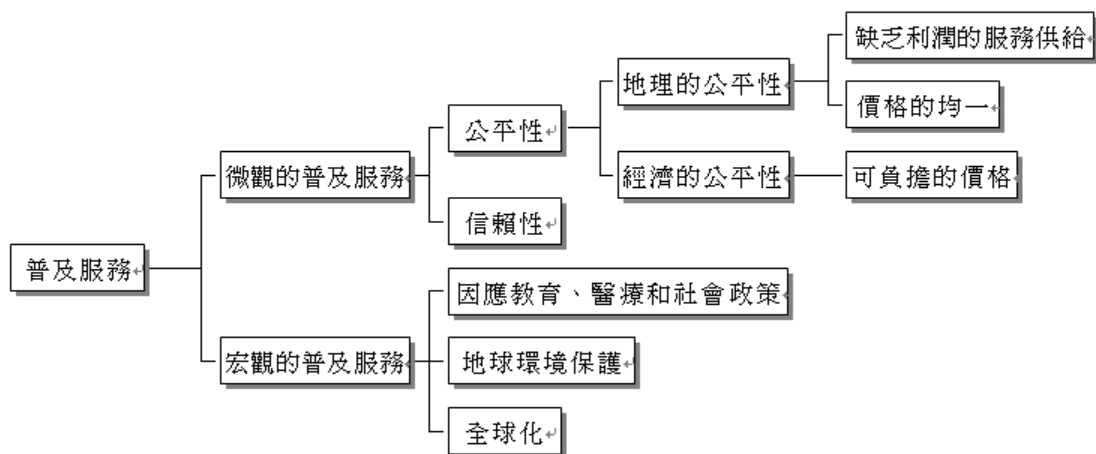 普及服務
微觀的普及服務
公平性
地理的公平性
缺乏利潤的服務供給
價格的均一
經濟的公平性
可負擔的價格
信賴性
宏觀的普及服務
因應教育、醫療和社會政策
地球環境保護
全球化